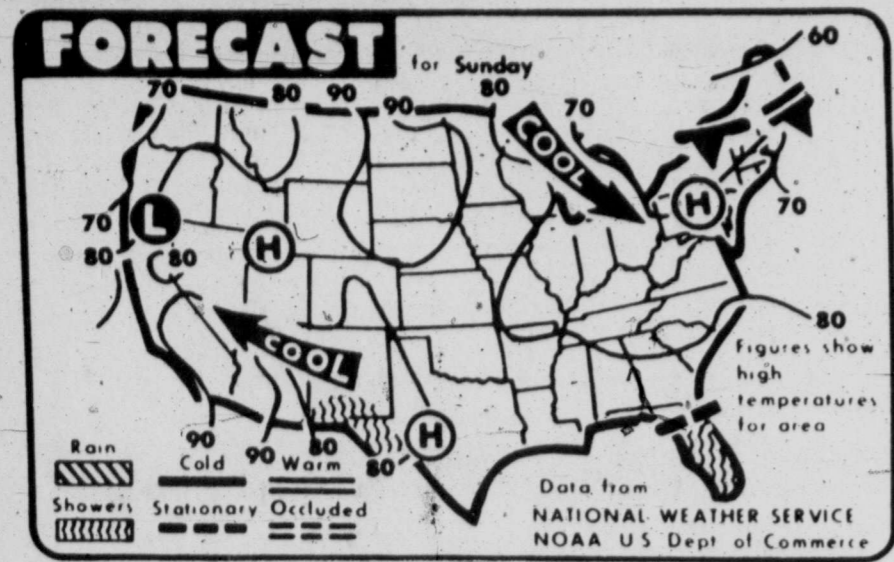 FORECAST
for Sunday
60
70 80 90 90 80 70
COOL
L
H
H
70
70
80 80
COOL
80
Figures show
high
temperatures
for area
H
90 90 80 80
Rain Cold Warm
Showers Stationary Occluded
Data from
NATIONAL WEATHER SERVICE
NOAA U S Dept of Commerce